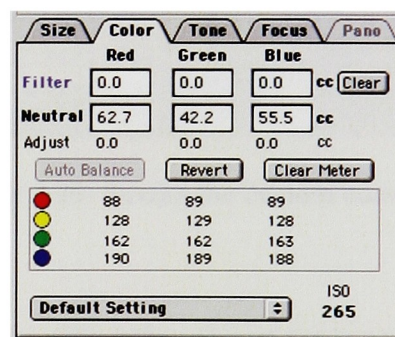 Size Color Tone Focus Pano
Red Green Blue
Filter 0.0 0.0 0.0 cc Clear
Neutral 62.7 42.2 55.5 cc
Adjust 0.0 0.0 0.0 cc
Auto Balance Revert Clear Meter
88 89 89
128 129 128
162 162 163
190 189 188
ISO
Default Setting 265